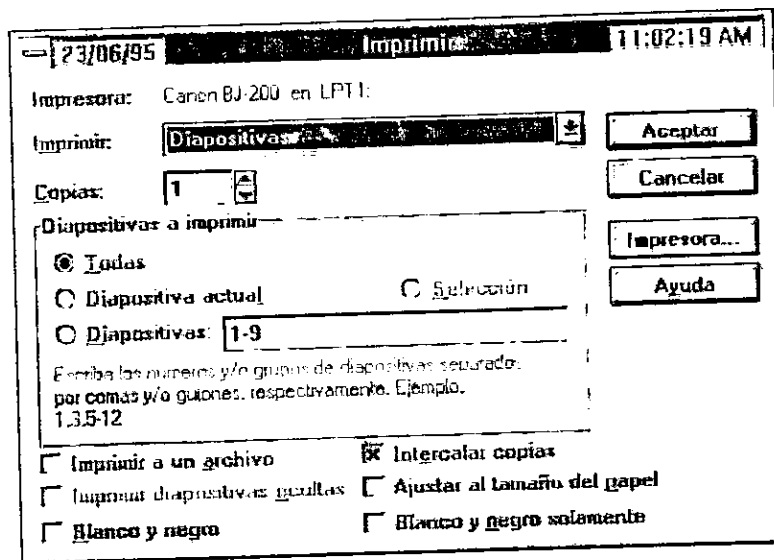 23/06/95 Imprimir 11:02:19 AM
Impresora: Canon BJ-200 en LPT1:
Imprimir: Diapositivas
Aceptar
Copias: 1
Cancelar
Diapositivas a imprimir
Impresora...
Todas
Ayuda
Diapositiva actual Selección
Diapositivas: 1-9
Escriba los números y/o grupos de diapositivas separados
por comas y/o guiones, respectivamente. Ejemplo,
1,3,5-12
Imprimir a un archivo Intercalar copias
Imprimir diapositivas ocultas Ajustar al tamaño del papel
Blanco y negro Blanco y negro solamente